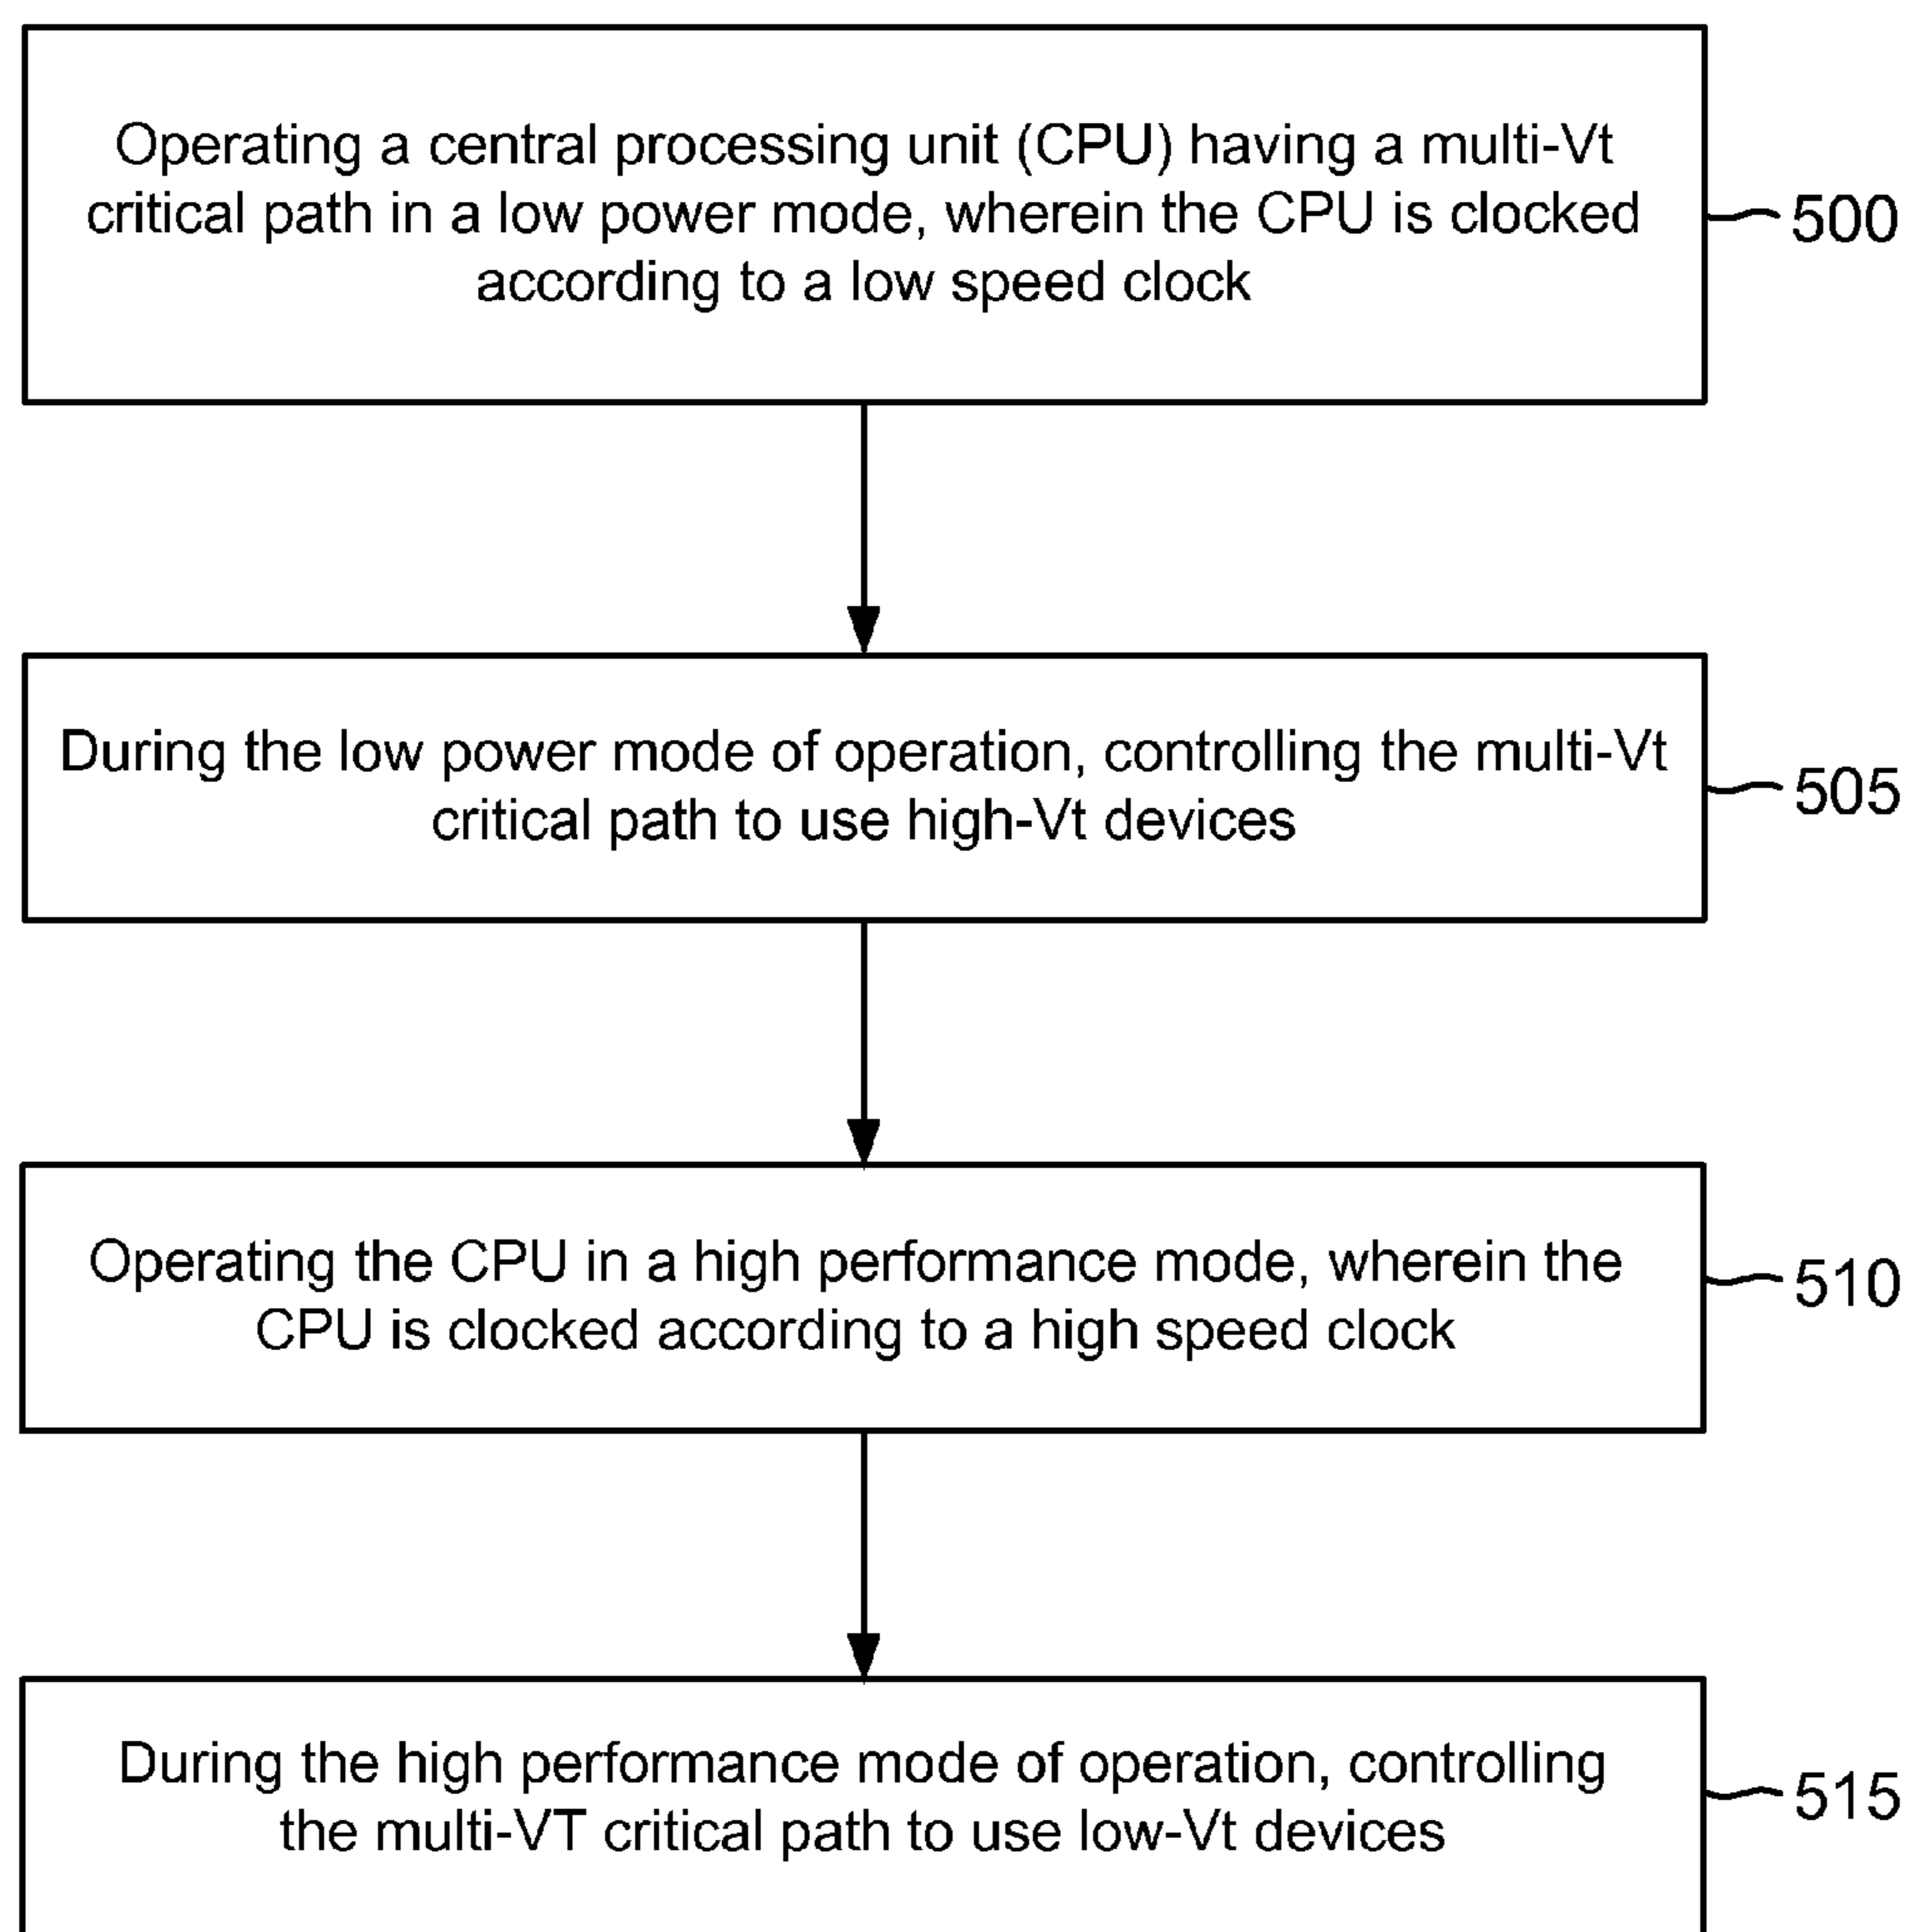 Operating a central processing unit (CPU) having a multi-Vt
critical path in a low power mode, wherein the CPU is clocked
according to a low speed clock
500
During the low power mode of operation, controlling the multi-Vt
critical path to use high-Vt devices
505
Operating the CPU in a high performance mode, wherein the
CPU is clocked according to a high speed clock
510
During the high performance mode of operation, controlling
the multi-VT critical path to use low-Vt devices
515